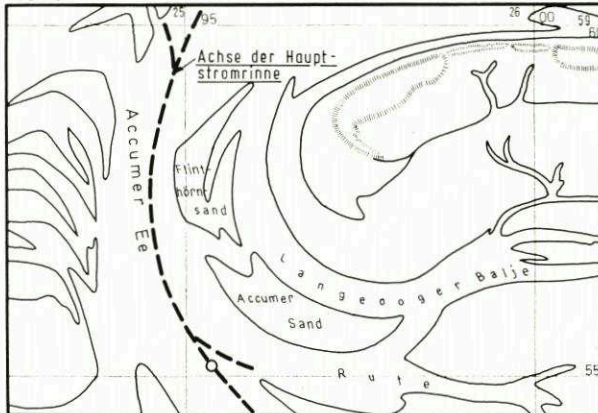 25 95
26 00 59
60
Achse der Haupt-
stromrinne
Accumer Ee
Flint-
hörn-
sand
Langeooger Balje
Accumer
Sand
Rute
55